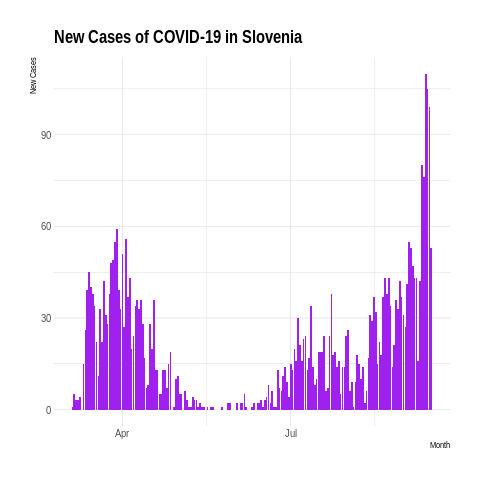 New Cases of COVID-19 in Slovenia
New Cases
90
60
30
0
Apr
Jul
Month